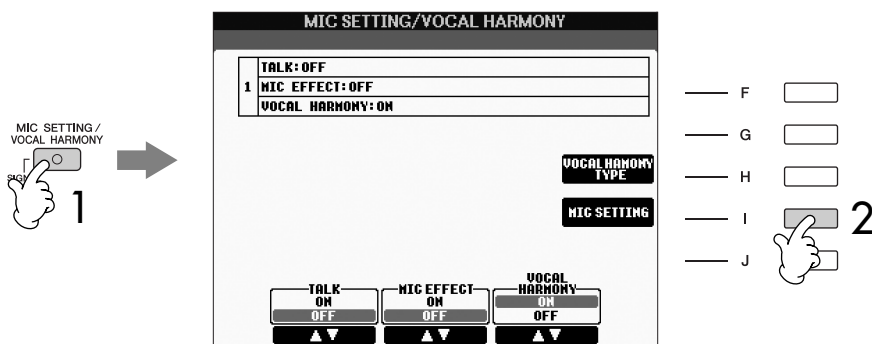 MIC SETTING/VOCAL HARMONY
TALK:OFF
1 MIC EFFECT:OFF
VOCAL HARMONY:ON
MIC SETTING /
VOCAL HARMONY
1
VOCAL HAMONY
TYPE
MIC SETTING
F
G
H
I
J
2
TALK
ON
OFF
MIC EFFECT
ON
OFF
VOCAL
HARMONY
ON
OFF